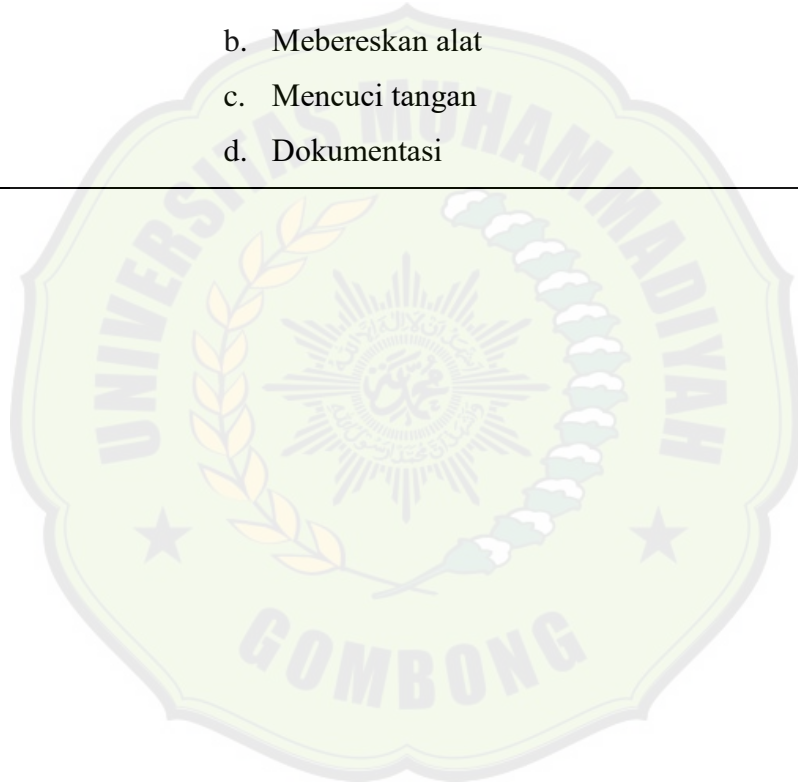 b. Mebereskan alat
c. Mencuci tangan
d. Dokumentasi
UNIVERSITAS MUHAMMADIYAH
GOMBONG